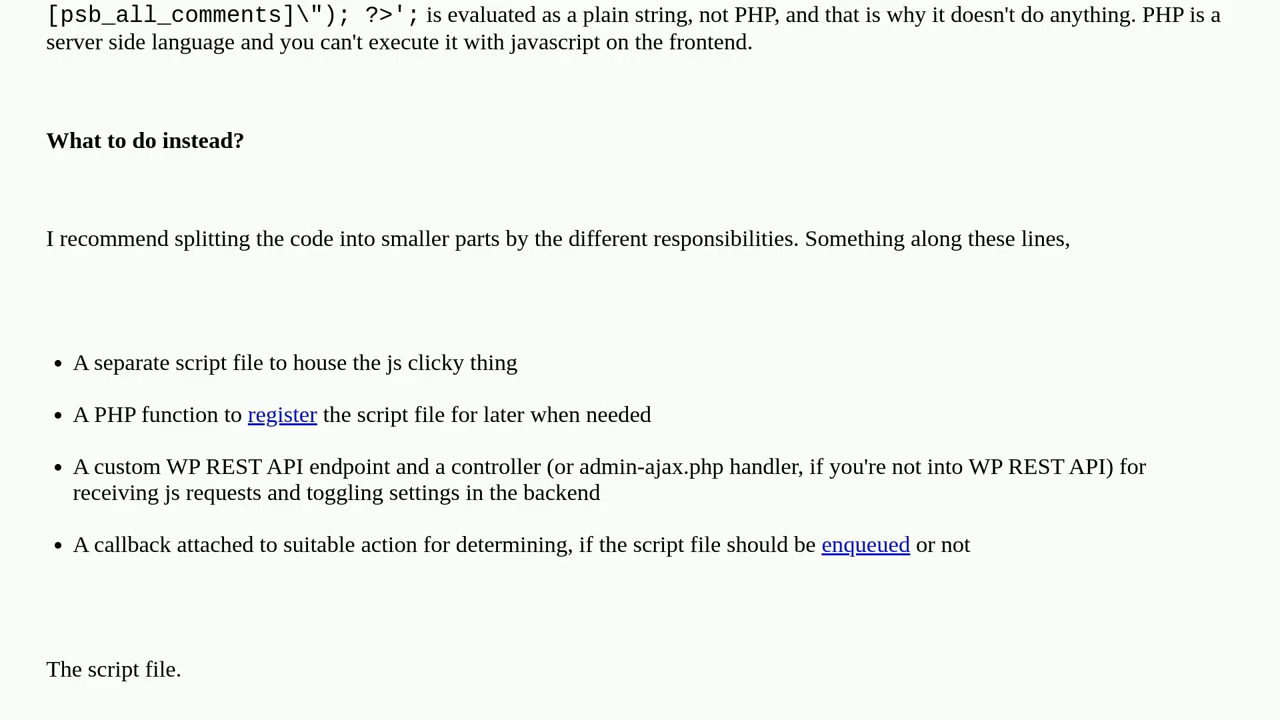 [psb_all_comments]\"); ?>'; is evaluated as a plain string, not PHP, and that is why it doesn't do anything. PHP is a
server side language and you can't execute it with javascript on the frontend.
What to do instead?
I recommend splitting the code into smaller parts by the different responsibilities. Something along these lines,
• A separate script file to house the js clicky thing
• A PHP function to register the script file for later when needed
• A custom WP REST API endpoint and a controller (or admin-ajax.php handler, if you're not into WP REST API) for
receiving js requests and toggling settings in the backend
• A callback attached to suitable action for determining, if the script file should be enqueued or not
The script file.